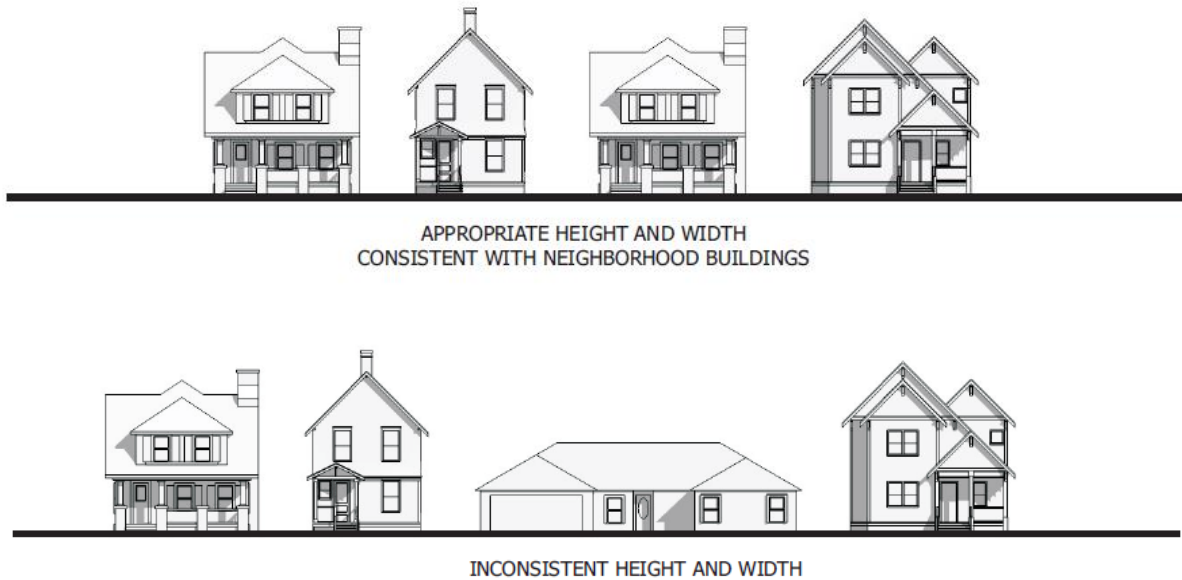 APPROPRIATE HEIGHT AND WIDTH
CONSISTENT WITH NEIGHBORHOOD BUILDINGS
INCONSISTENT HEIGHT AND WIDTH